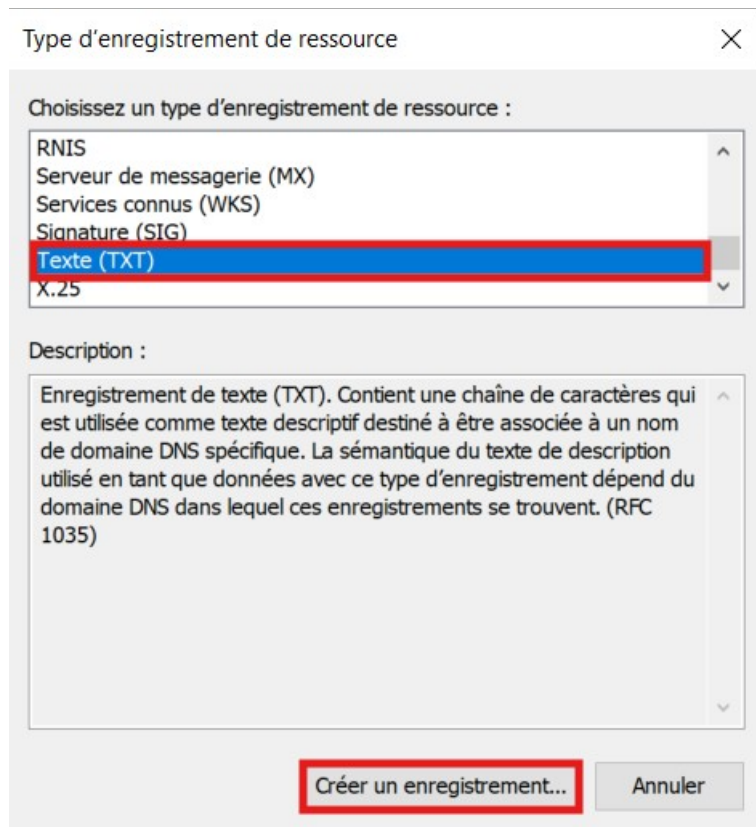 Type d'enregistrement de ressource
Choisissez un type d'enregistrement de ressource :
RNIS
Serveur de messagerie (MX)
Services connus (WKS)
Signature (SIG)
Texte (TXT)
X.25
Description :
Enregistrement de texte (TXT). Contient une chaîne de caractères qui
est utilisée comme texte descriptif destiné à être associée à un nom
de domaine DNS spécifique. La sémantique du texte de description
utilisé en tant que données avec ce type d'enregistrement dépend du
domaine DNS dans lequel ces enregistrements se trouvent. (RFC
1035)
Créer un enregistrement... Annuler